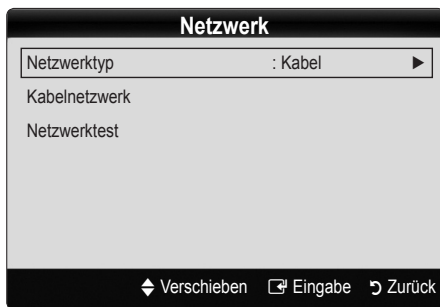 Netzwerk
Netzwerktyp : Kabel ►
Kabelnetzwerk
Netzwerktest
Verschieben Eingabe Zurück